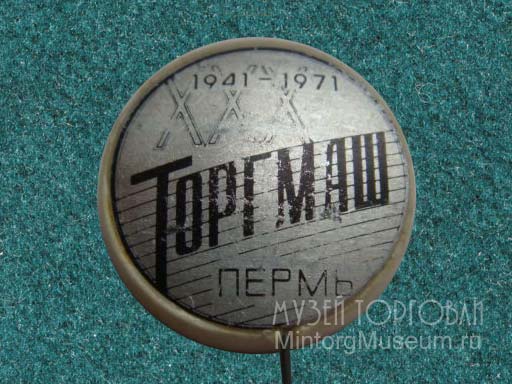 1941-1971
XXX
ТОРГМАШ
ПЕРМЬ
МУЗЕЙ ТОРГОВЛИ
MintorgMuseum.ru